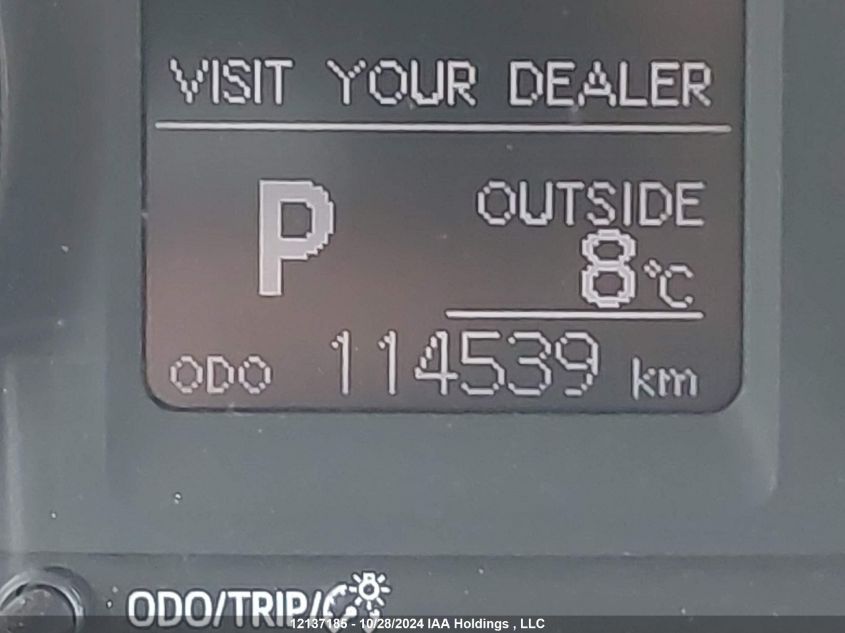 VISIT YOUR DEALER
P
OUTSIDE
8°C
ODO 114539 km
ODO/TRIP/
12137185 - 10/28/2024 IAA Holdings , LLC